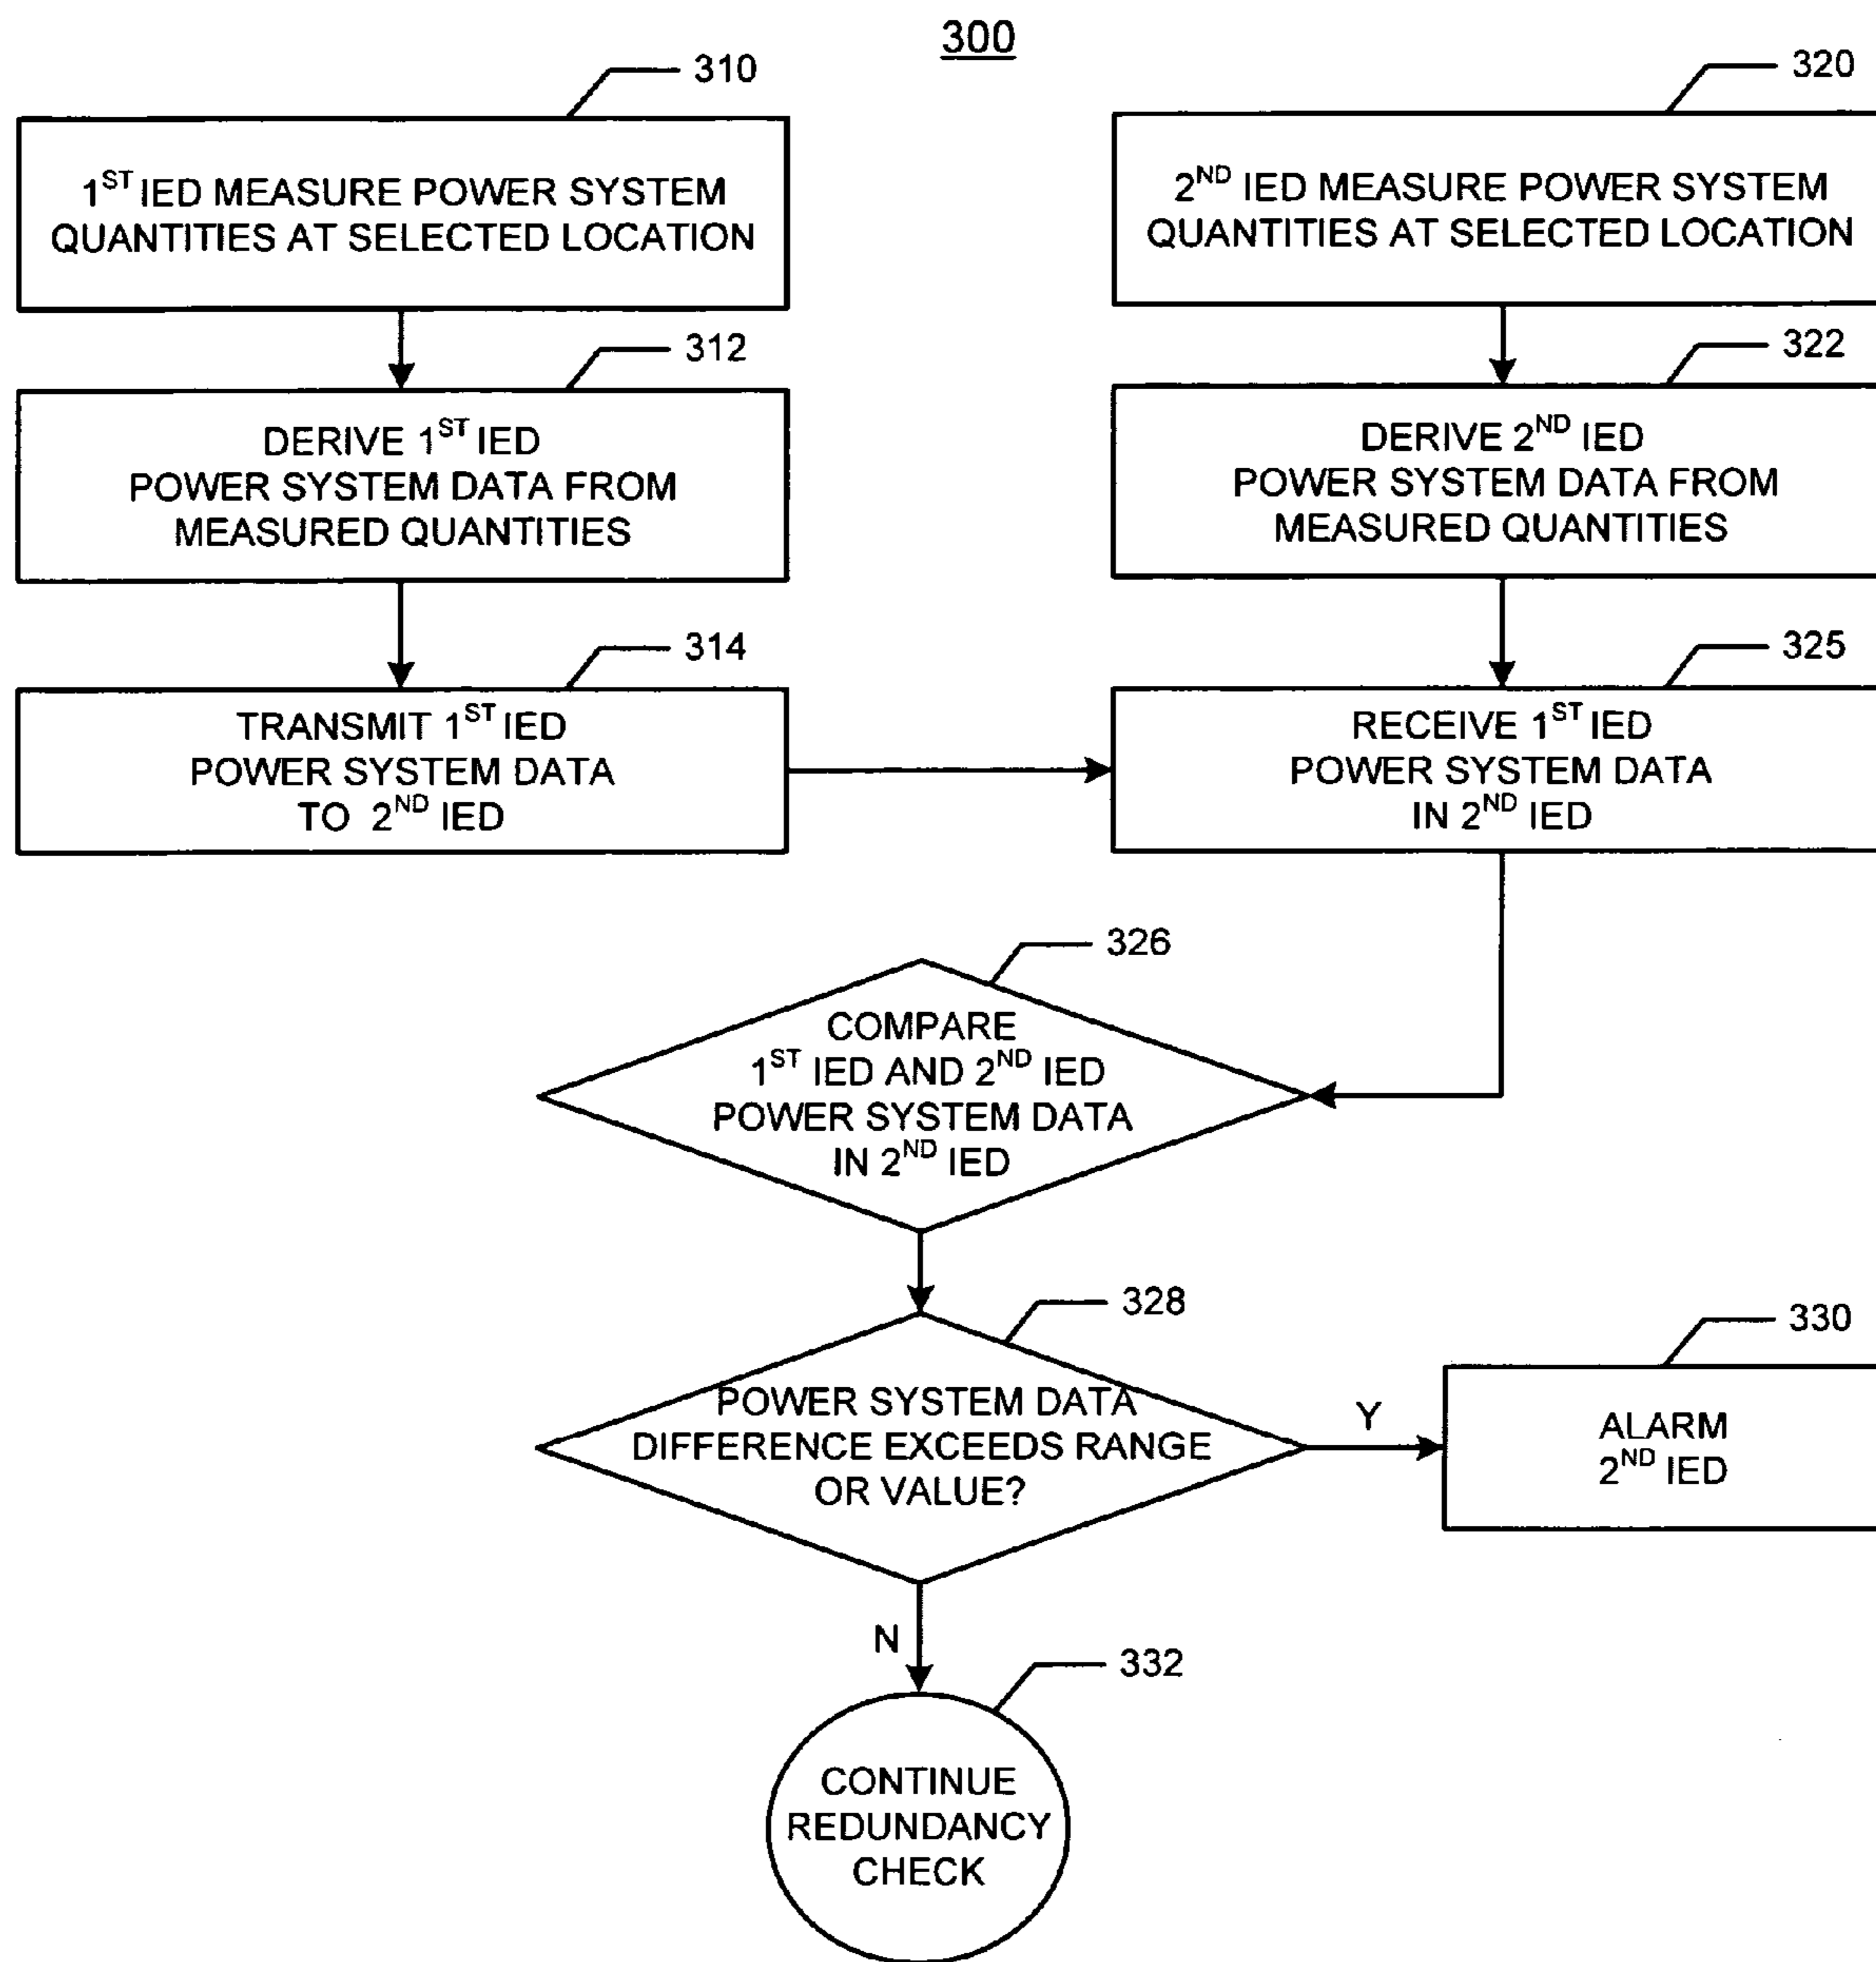 300
310
1ST IED MEASURE POWER SYSTEM
QUANTITIES AT SELECTED LOCATION
320
2ND IED MEASURE POWER SYSTEM
QUANTITIES AT SELECTED LOCATION
312
DERIVE 1ST IED
POWER SYSTEM DATA FROM
MEASURED QUANTITIES
322
DERIVE 2ND IED
POWER SYSTEM DATA FROM
MEASURED QUANTITIES
314
TRANSMIT 1ST IED
POWER SYSTEM DATA
TO 2ND IED
325
RECEIVE 1ST IED
POWER SYSTEM DATA
IN 2ND IED
326
COMPARE
1ST IED AND 2ND IED
POWER SYSTEM DATA
IN 2ND IED
328
POWER SYSTEM DATA
DIFFERENCE EXCEEDS RANGE
OR VALUE?
Y
330
ALARM
2ND IED
N
332
CONTINUE
REDUNDANCY
CHECK